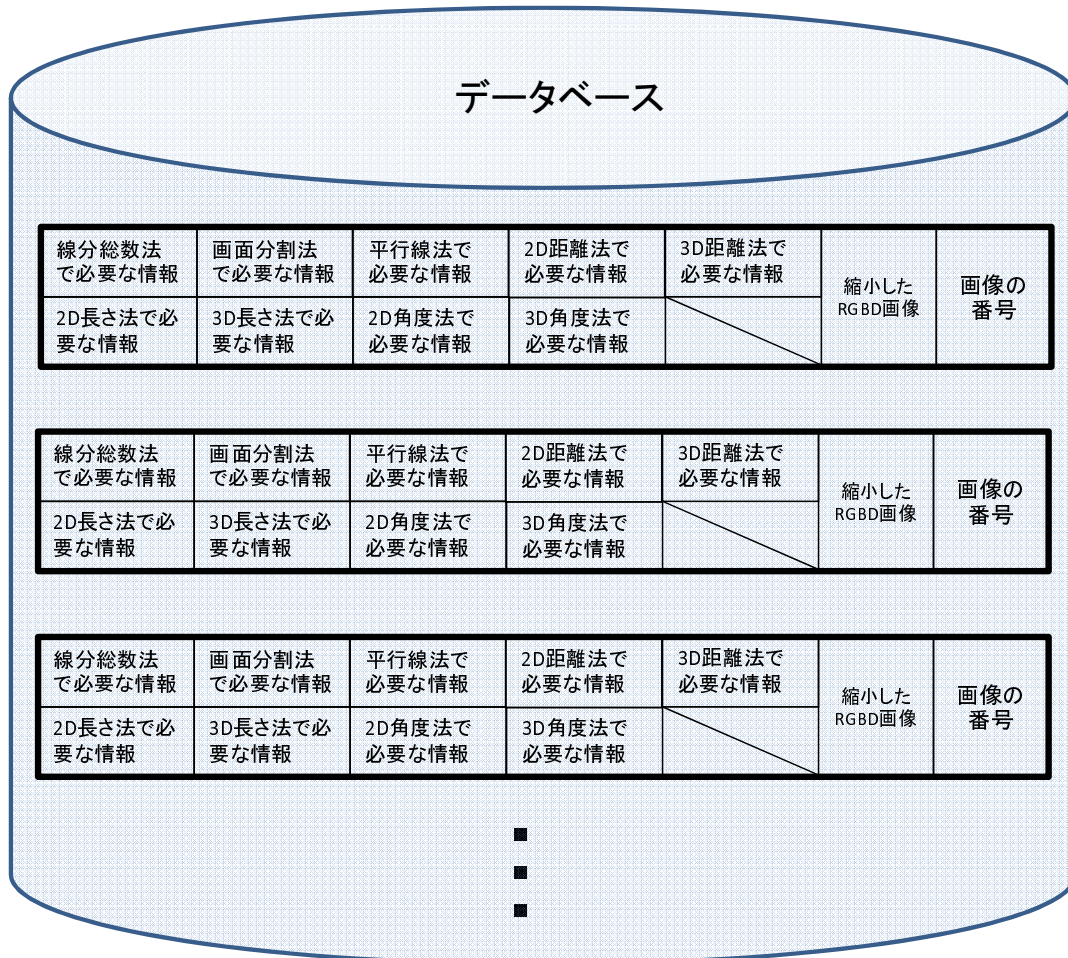 データベース
線分総数法
で必要な情報
画面分割法
で必要な情報
平行線法で
必要な情報
2D距離法で
必要な情報
3D距離法で
必要な情報
2D長さ法で必
要な情報
3D長さ法で必
要な情報
2D角度法で
必要な情報
3D角度法で
必要な情報
縮小した
RGBD画像
画像の
番号
線分総数法
で必要な情報
画面分割法
で必要な情報
平行線法で
必要な情報
2D距離法で
必要な情報
3D距離法で
必要な情報
2D長さ法で必
要な情報
3D長さ法で必
要な情報
2D角度法で
必要な情報
3D角度法で
必要な情報
縮小した
RGBD画像
画像の
番号
線分総数法
で必要な情報
画面分割法
で必要な情報
平行線法で
必要な情報
2D距離法で
必要な情報
3D距離法で
必要な情報
2D長さ法で必
要な情報
3D長さ法で必
要な情報
2D角度法で
必要な情報
3D角度法で
必要な情報
縮小した
RGBD画像
画像の
番号